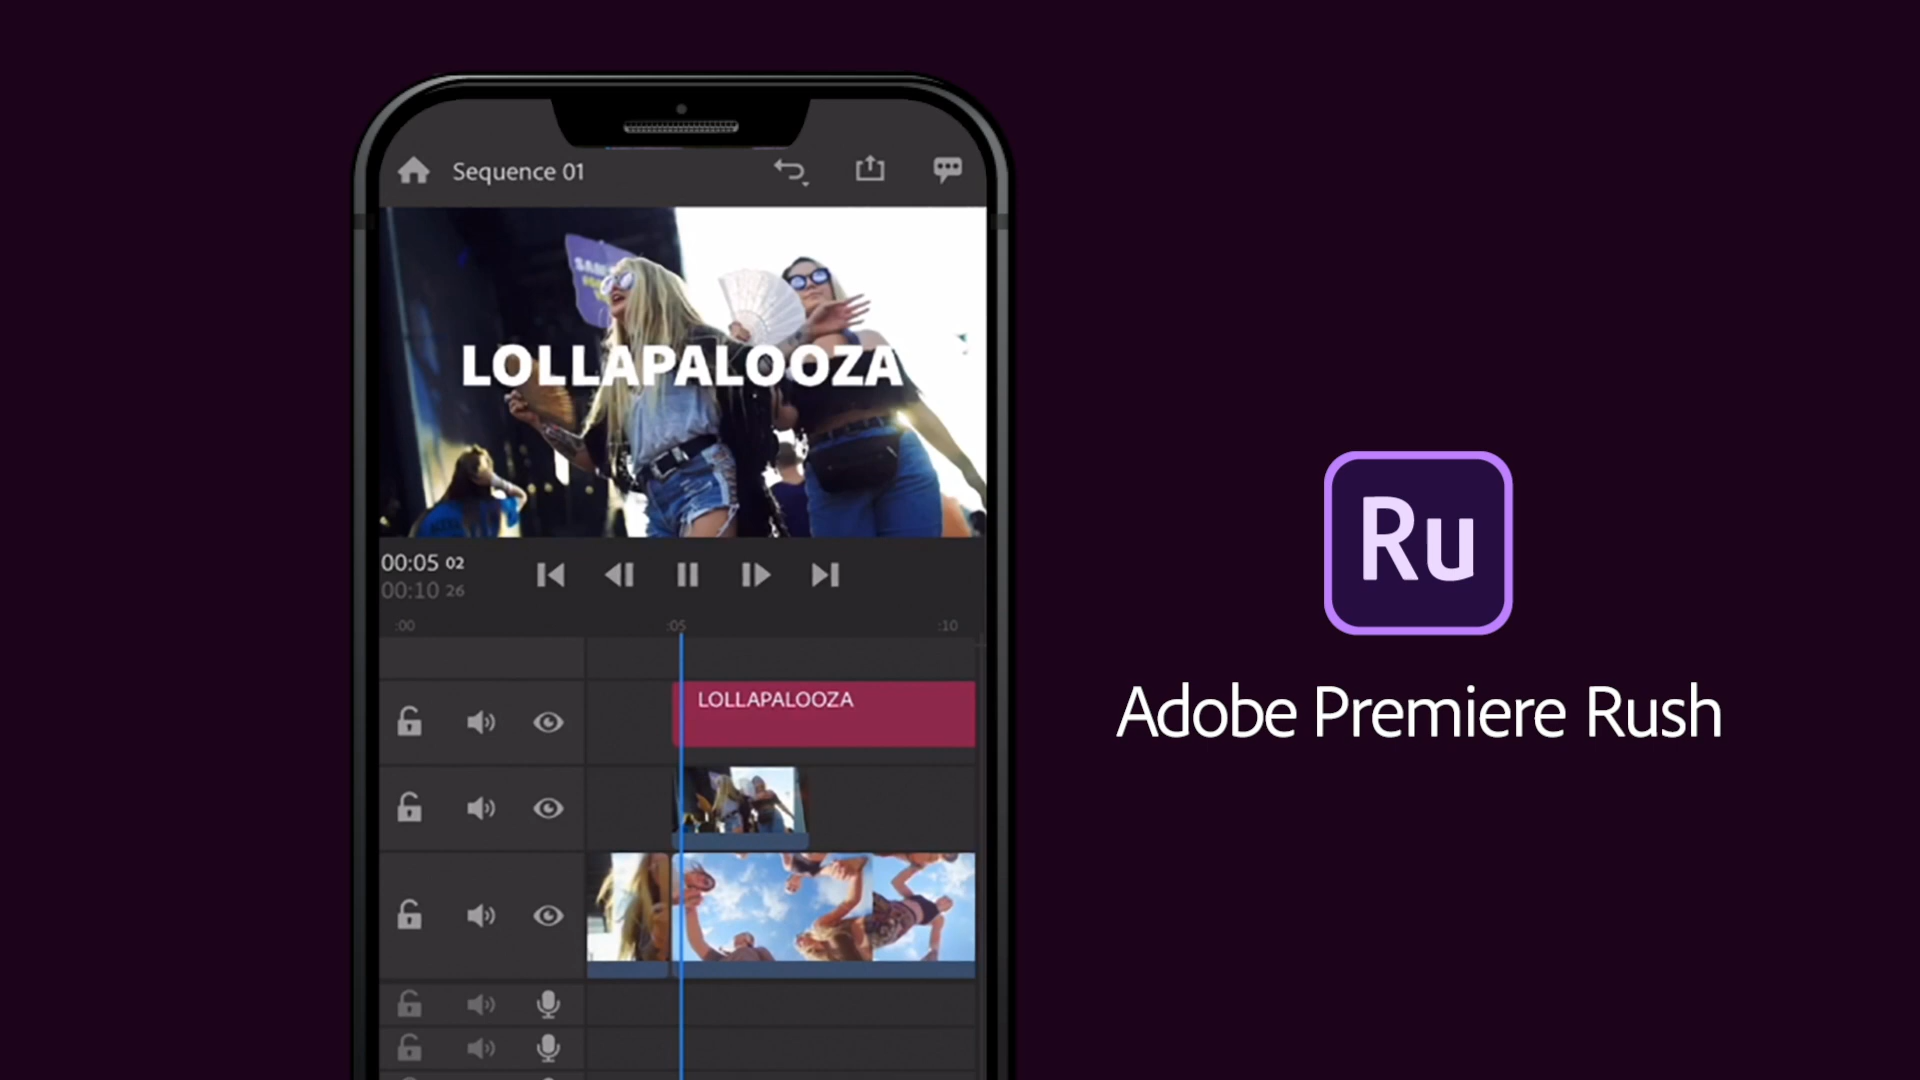 Sequence 01
LOLLAPALOOZA
00:05 02
00:10 26
:00 :05 :10
LOLLAPALOOZA
Ru
Adobe Premiere Rush